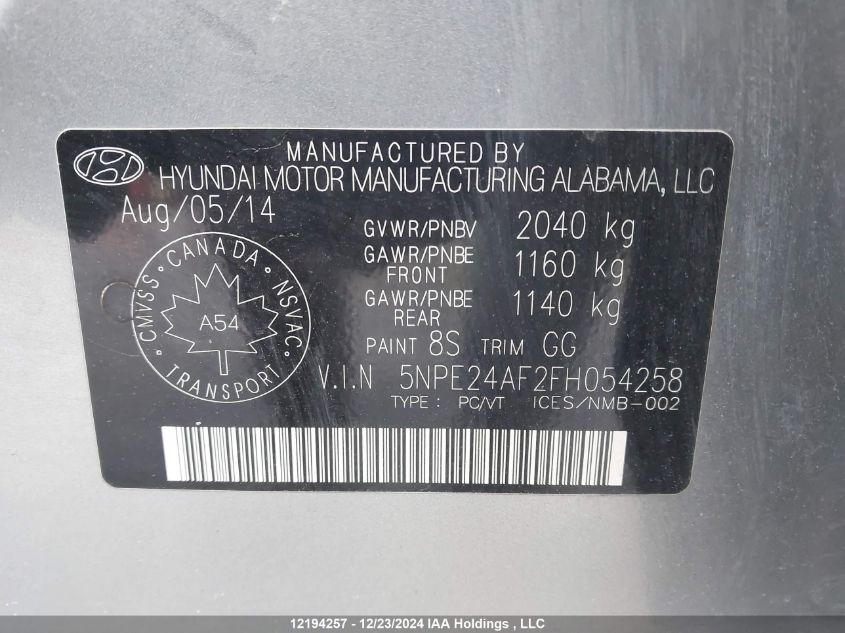 MANUFACTURED BY
HYUNDAI MOTOR MANUFACTURING ALABAMA, LLC
Aug/05/14
GVWR/PNBV 2040 kg
GAWR/PNBE FRONT 1160 kg
GAWR/PNBE REAR 1140 kg
PAINT 8S TRIM GG
CANADA
CMVSS
NSVAC
A54
TRANSPORT
V.I.N 5NPE24AF2FH054258
TYPE : PC/VT ICES/NMB-002
12194257 - 12/23/2024 IAA Holdings , LLC